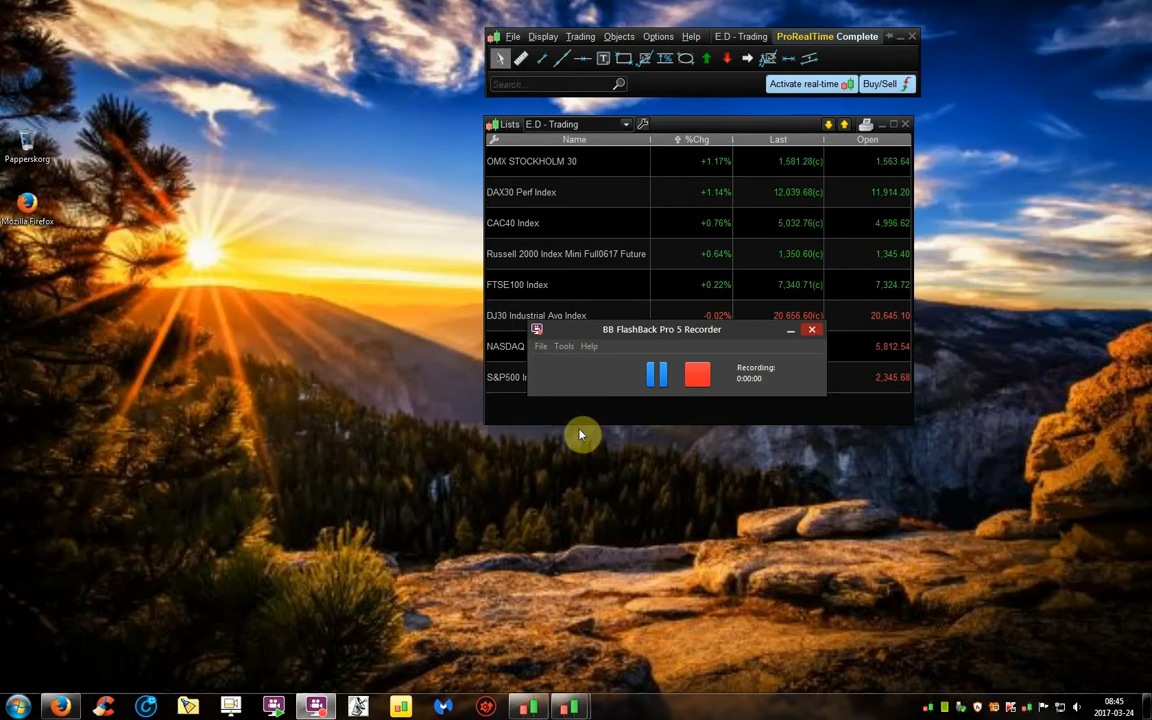 File Display Trading Objects Options Help E.D - Trading ProRealTime Complete
Search...
Activate real-time Buy/Sell
Lists E.D - Trading
Name %Chg Last Open
OMX STOCKHOLM 30 +1.17% 1,581.28(c) 1,563.64
DAX30 Perf Index +1.14% 12,039.68(c) 11,914.20
CAC40 Index +0.76% 5,032.76(c) 4,996.62
Russell 2000 Index Mini Full0617 Future +0.64% 1,350.60(c) 1,345.40
FTSE100 Index +0.22% 7,340.71(c) 7,324.72
DJ30 Industrial Avg Index -0.02% 20,656.60(c) 20,645.10
BB FlashBack Pro 5 Recorder
File Tools Help
NASDAQ 5,812.54
Recording:
0:00:00
S&P500 2,345.68
Papperskorg
Mozilla Firefox
08:45
2017-03-24